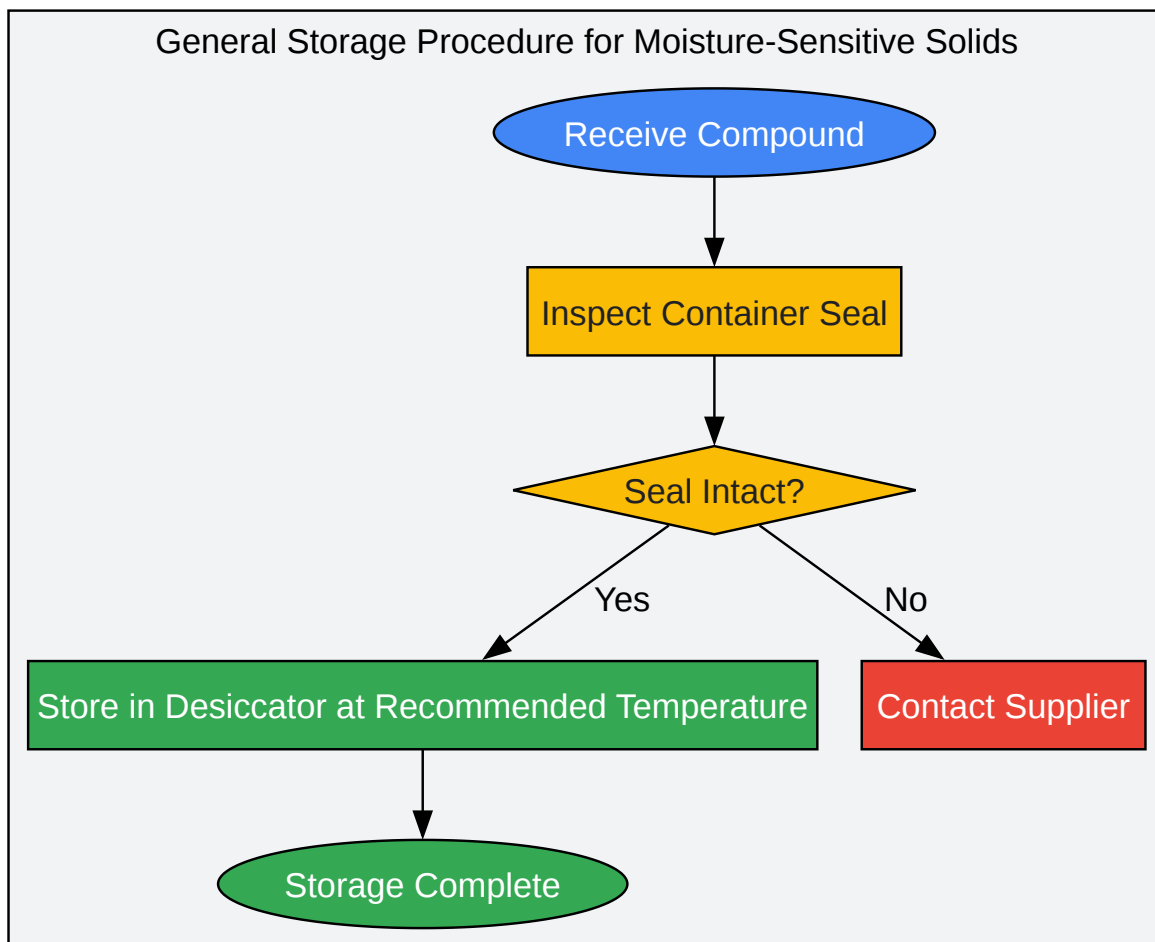 General Storage Procedure for Moisture-Sensitive Solids
Receive Compound
Inspect Container Seal
Seal Intact?
Yes
No
Store in Desiccator at Recommended Temperature
Contact Supplier
Storage Complete